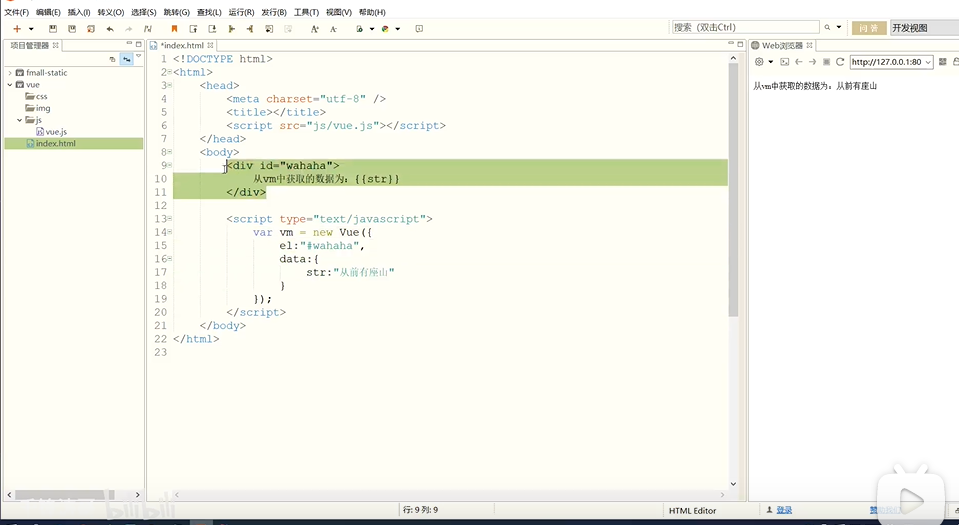 文件(F) 编辑(E) 插入(I) 转义(O) 选择(S) 跳转(G) 查找(L) 运行(R) 发行(B) 工具(T) 视图(V) 帮助(H)
搜索（双击Ctrl） 问 答 开发视图
项目管理器 *index.html Web浏览器
http://127.0.0.1:80
fmall-static
vue
css
img
js
vue.js
index.html
1 <!DOCTYPE html>
2 <html>
3 <head>
4 <meta charset="utf-8" />
5 <title></title>
6 <script src="js/vue.js"></script>
7 </head>
8 <body>
9 <div id="wahaha">
10 从vm中获取的数据为：{{str}}
11 </div>
12
13 <script type="text/javascript">
14 var vm = new Vue({
15 el:"#wahaha",
16 data:{
17 str:"从前有座山"
18 }
19 });
20 </script>
21 </body>
22 </html>
23
从vm中获取的数据为：从前有座山
行: 9 列: 9 HTML Editor 登录
bilibili